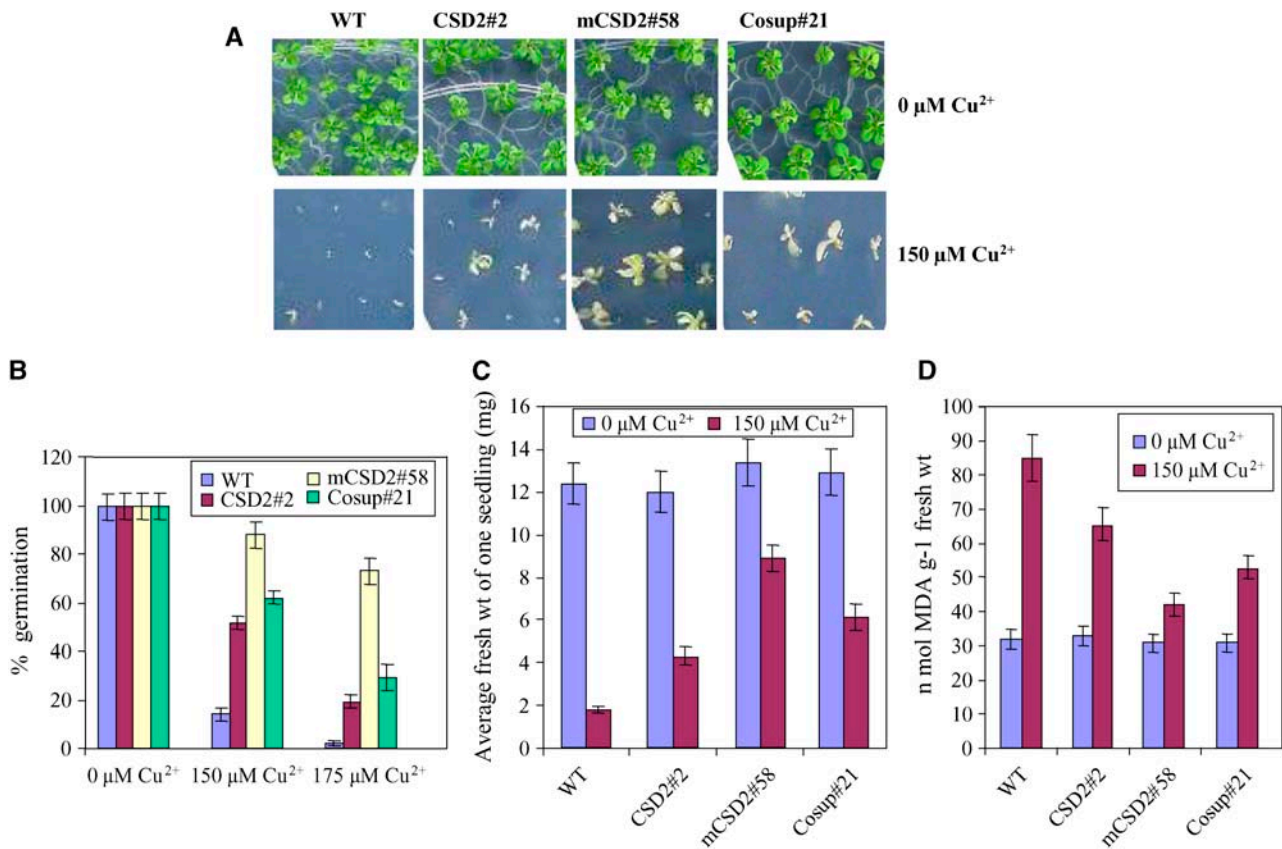 A
WT CSD2#2 mCSD2#58 Cosup#21
0 µM Cu²⁺
150 µM Cu²⁺
B
120
100
80
60
40
20
0
% germination
WT
CSD2#2
mCSD2#58
Cosup#21
0 µM Cu²⁺ 150 µM Cu²⁺ 175 µM Cu²⁺
C
16
14
12
10
8
6
4
2
0
Average fresh wt of one seedling (mg)
0 µM Cu²⁺ 150 µM Cu²⁺
WT
CSD2#2
mCSD2#58
Cosup#21
D
100
90
80
70
60
50
40
30
20
10
0
n mol MDA g-1 fresh wt
0 µM Cu²⁺
150 µM Cu²⁺
WT
CSD2#2
mCSD2#58
Cosup#21